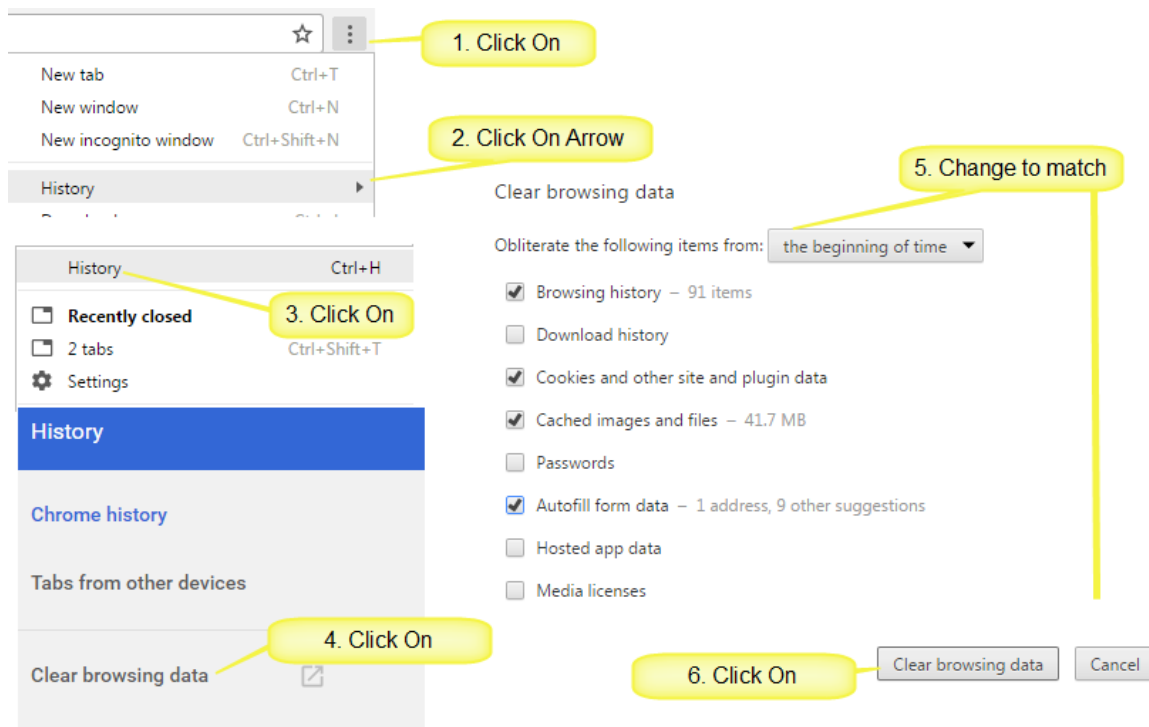 1. Click On
New tab Ctrl+T
New window Ctrl+N
New incognito window Ctrl+Shift+N
2. Click On Arrow
History
History Ctrl+H
3. Click On
Recently closed
2 tabs Ctrl+Shift+T
Settings
History
Chrome history
Tabs from other devices
4. Click On
Clear browsing data
5. Change to match
Clear browsing data
Obliterate the following items from: the beginning of time
Browsing history – 91 items
Download history
Cookies and other site and plugin data
Cached images and files – 41.7 MB
Passwords
Autofill form data – 1 address, 9 other suggestions
Hosted app data
Media licenses
6. Click On
Clear browsing data Cancel